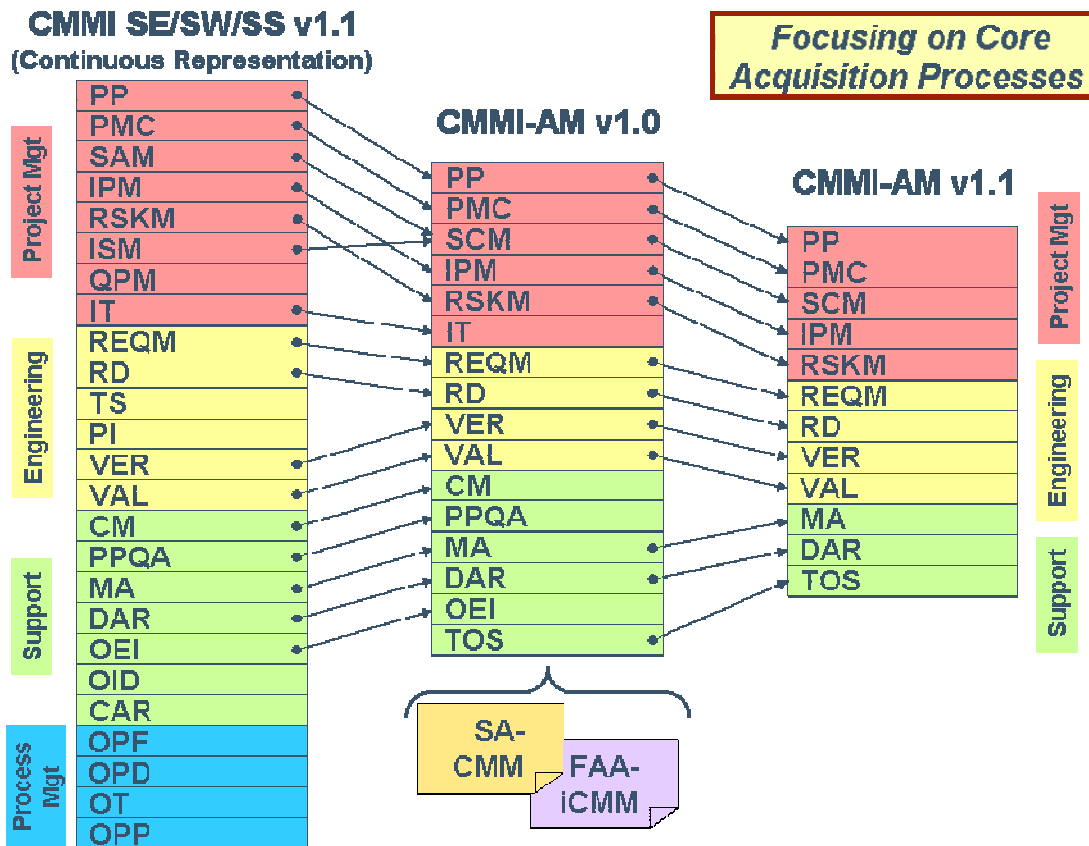 CMMI SE/SW/SS v1.1
(Continuous Representation)
Focusing on Core
Acquisition Processes
Project Mgt
Engineering
Support
Process
Mgt
PP
PMC
SAM
IPM
RSKM
ISM
QPM
IT
REQM
RD
TS
PI
VER
VAL
CM
PPQA
MA
DAR
OEI
OID
CAR
OPF
OPD
OT
OPP
CMMI-AM v1.0
PP
PMC
SCM
IPM
RSKM
IT
REQM
RD
VER
VAL
CM
PPQA
MA
DAR
OEI
TOS
SA-
CMM
FAA-
iCMM
CMMI-AM v1.1
PP
PMC
SCM
IPM
RSKM
REQM
RD
VER
VAL
MA
DAR
TOS
Project Mgt
Engineering
Support